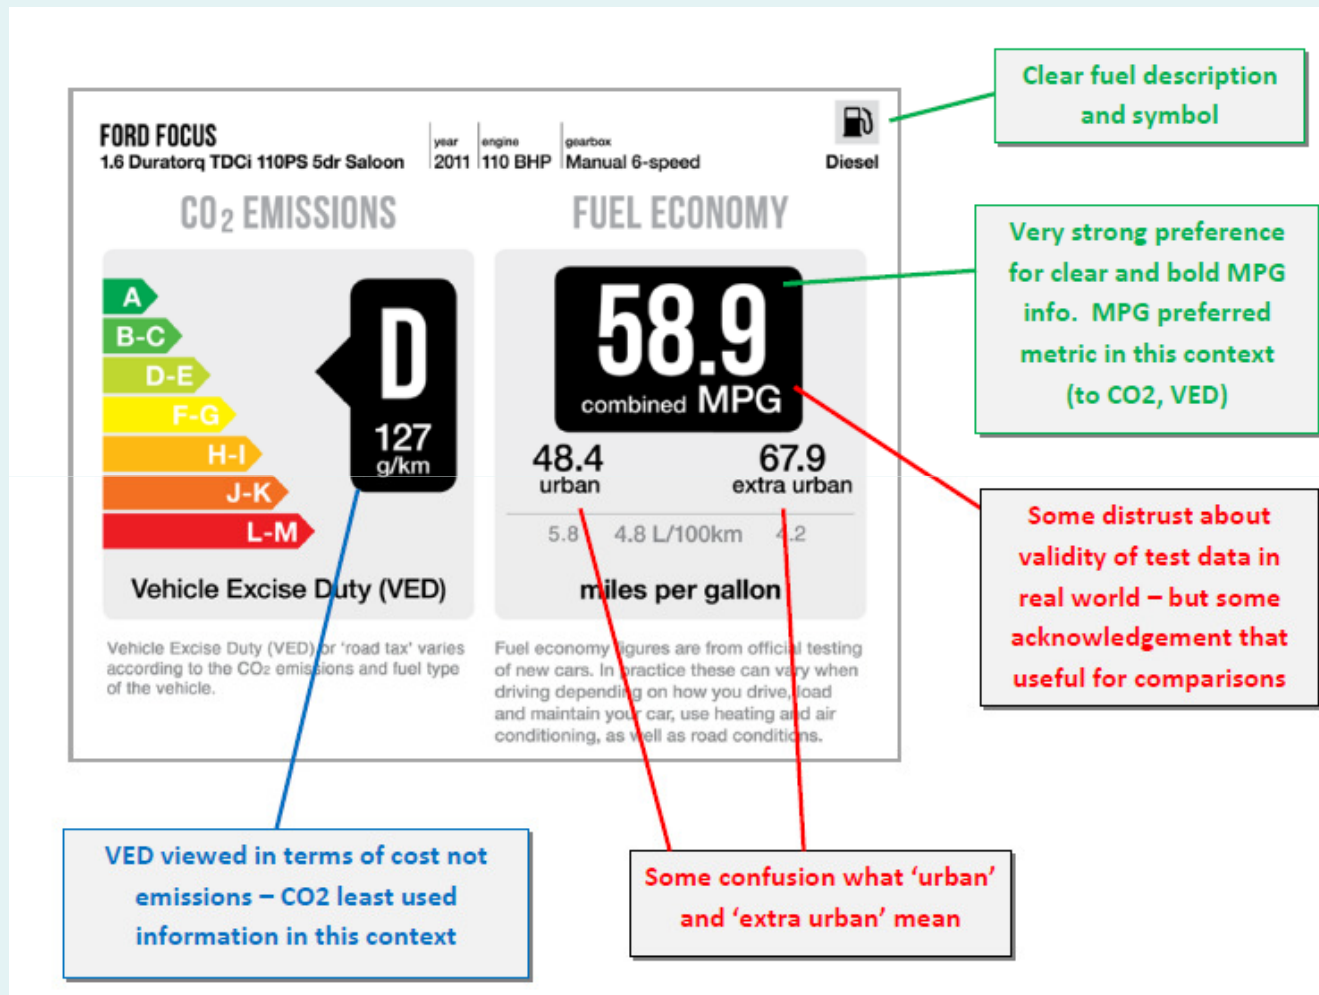 FORD FOCUS
1.6 Duratorq TDCi 110PS 5dr Saloon
year
2011
engine
110 BHP
gearbox
Manual 6-speed
Diesel
CO2 EMISSIONS
A
B-C
D-E
F-G
H-I
J-K
L-M
D
127
g/km
Vehicle Excise Duty (VED)
Vehicle Excise Duty (VED) or ‘road tax’ varies
according to the CO2 emissions and fuel type
of the vehicle.
FUEL ECONOMY
58.9
combined MPG
48.4
urban
67.9
extra urban
5.8 4.8 L/100km 4.2
miles per gallon
Fuel economy figures are from official testing
of new cars. In practice these can vary when
driving depending on how you drive, load
and maintain your car, use heating and air
conditioning, as well as road conditions.
Clear fuel description
and symbol
Very strong preference
for clear and bold MPG
info. MPG preferred
metric in this context
(to CO2, VED)
Some distrust about
validity of test data in
real world – but some
acknowledgement that
useful for comparisons
VED viewed in terms of cost not
emissions – CO2 least used
information in this context
Some confusion what ‘urban’
and ‘extra urban’ mean